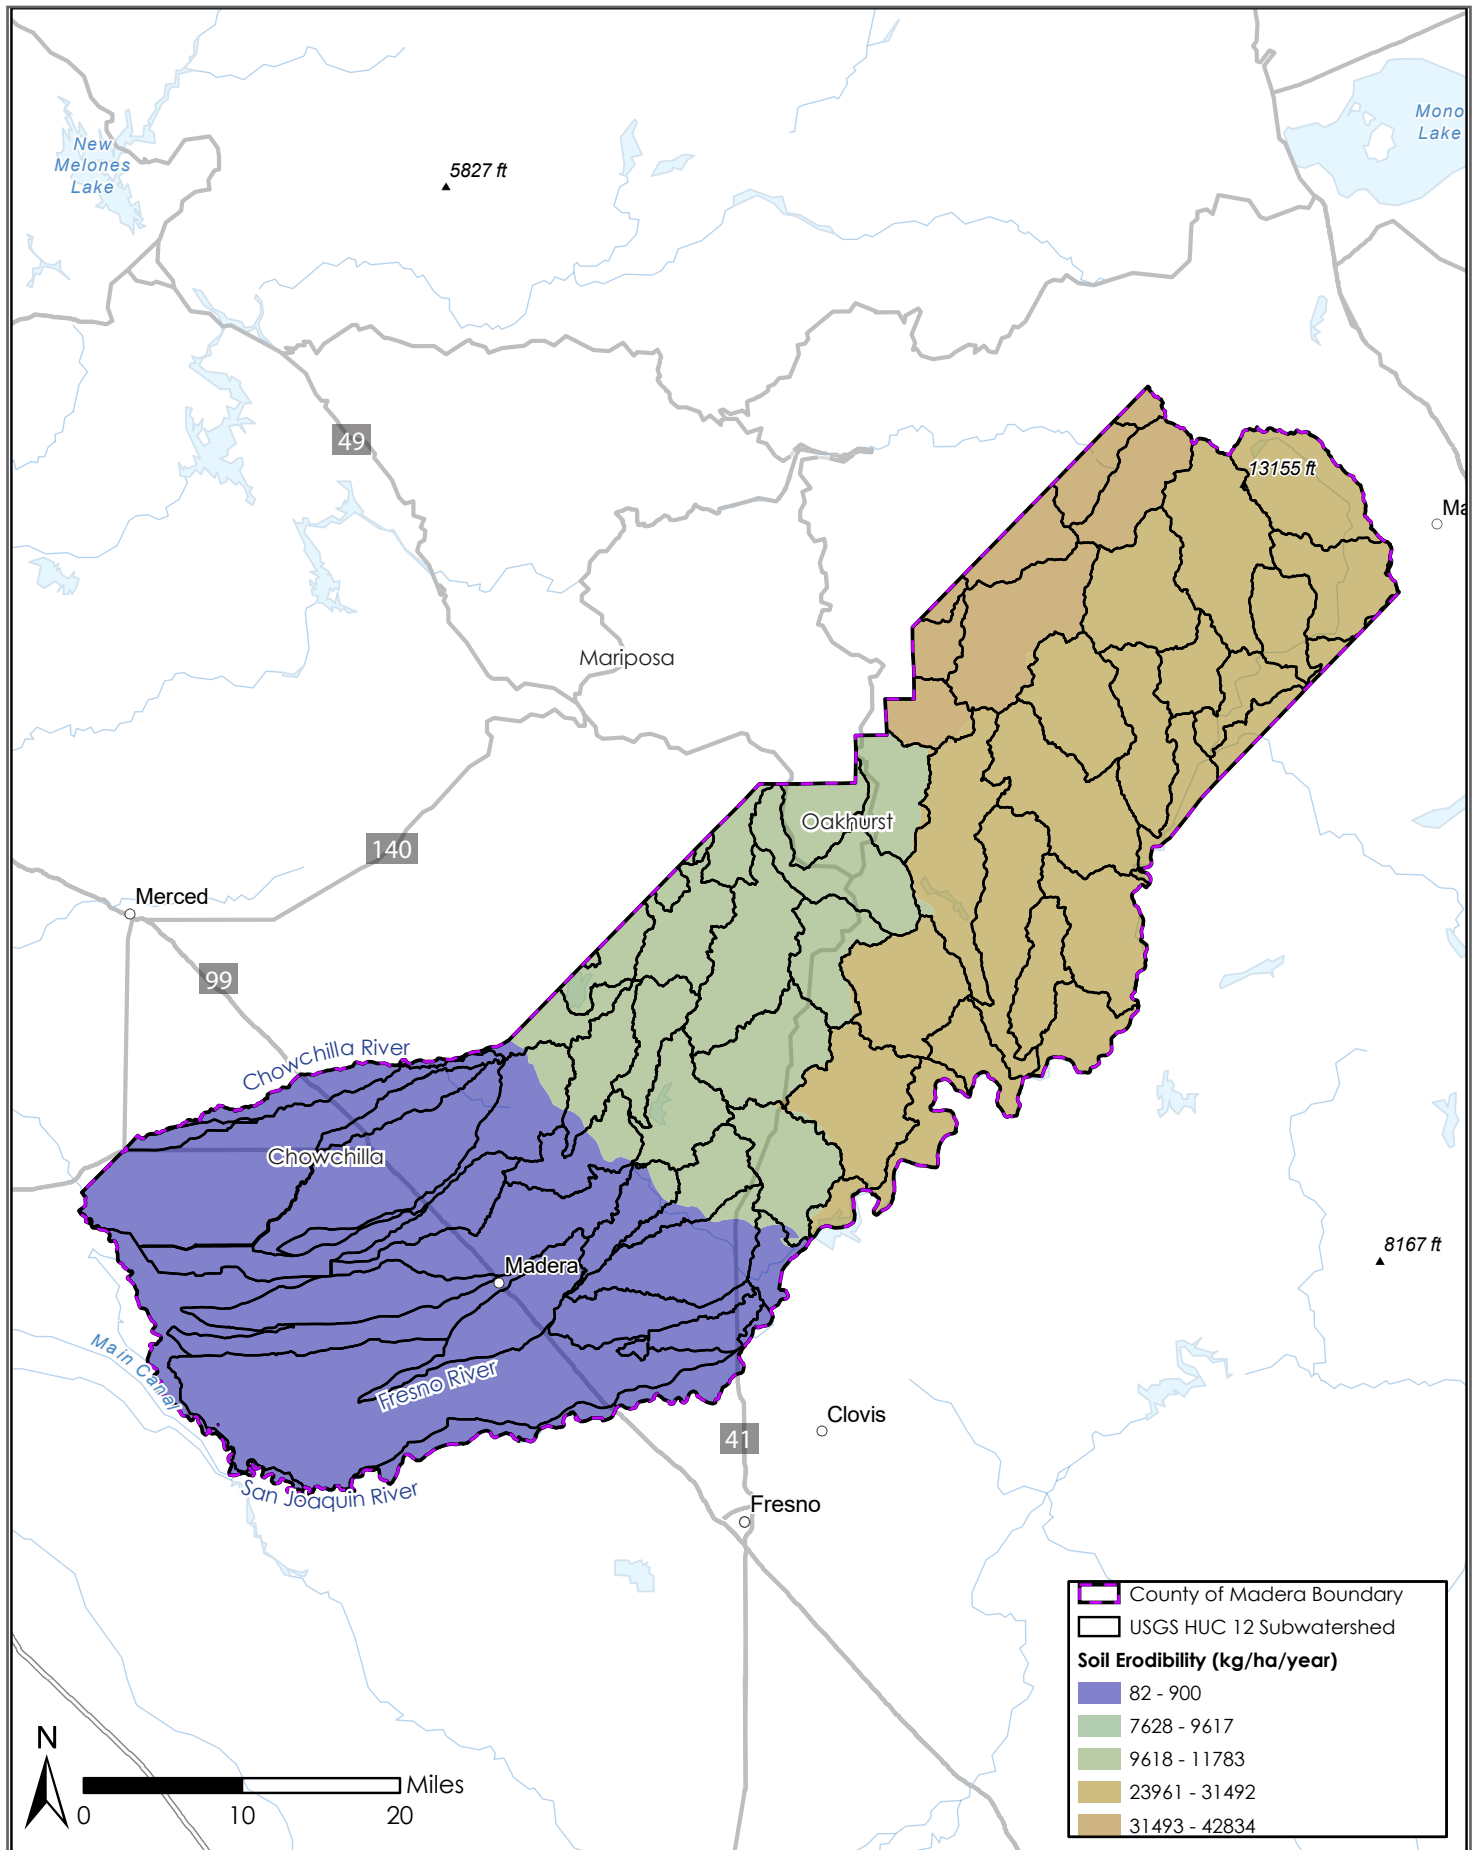 Mono
Lake
New
Melones
Lake
5827 ft
49
13155 ft
Ma
Mariposa
Oakhurst
140
Merced
99
Chowchilla River
Chowchilla
8167 ft
Madera
Main Canal
Fresno River
Clovis
41
San Joaquin River
Fresno
County of Madera Boundary
USGS HUC 12 Subwatershed
Soil Erodibility (kg/ha/year)
82 - 900
7628 - 9617
9618 - 11783
23961 - 31492
31493 - 42834
N
Miles
0 10 20